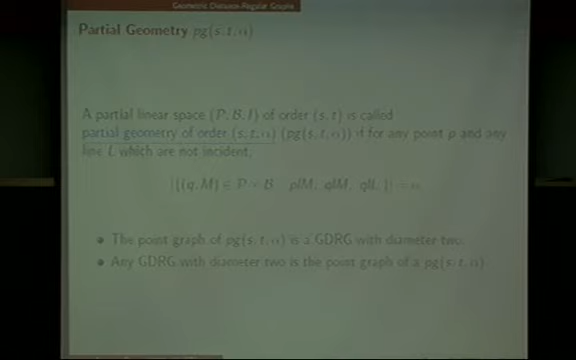 Geometric Distance-Regular Graphs
Partial Geometry pg(s, t, α)
A partial linear space (P, B, I) of order (s, t) is called
partial geometry of order (s, t, α) (pg(s, t, α)) if for any point p and any
line L which are not incident,
|{(q, M) ∈ P × B pIM, qIM, qIL }| = α
The point graph of pg(s, t, α) is a GDRG with diameter two.
Any GDRG with diameter two is the point graph of a pg(s, t, α)